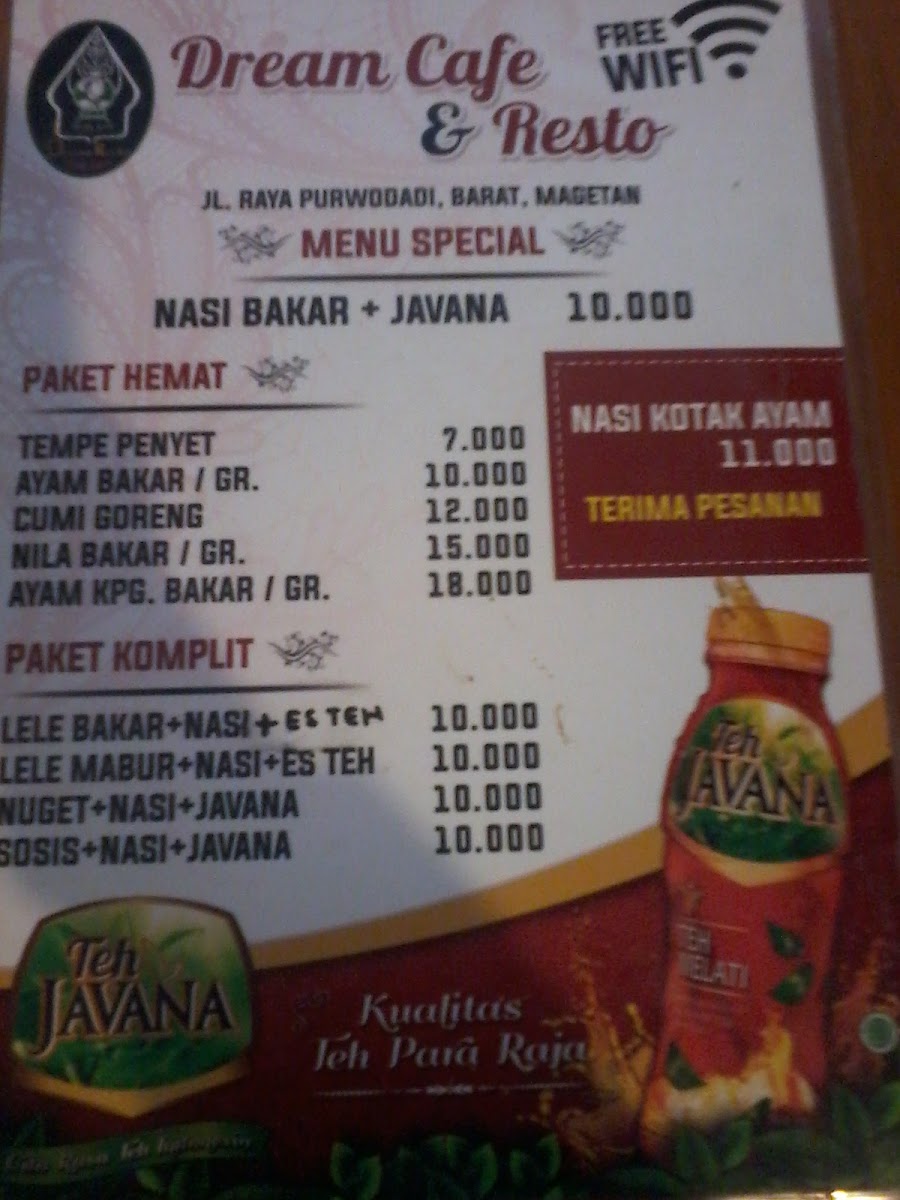 Dream Cafe
& Resto
FREE
WIFI
JL. RAYA PURWODADI, BARAT, MAGETAN
MENU SPECIAL
NASI BAKAR + JAVANA 10.000
PAKET HEMAT
TEMPE PENYET 7.000
AYAM BAKAR / GR. 10.000
CUMI GORENG 12.000
NILA BAKAR / GR. 15.000
AYAM KPG. BAKAR / GR. 18.000
NASI KOTAK AYAM
11.000
TERIMA PESANAN
PAKET KOMPLIT
LELE BAKAR+NASI+ES TEH 10.000
LELE MABUR+NASI+ES TEH 10.000
NUGET+NASI+JAVANA 10.000
SOSIS+NASI+JAVANA 10.000
Teh
JAVANA
TEH
MELATI
Teh
JAVANA
Kualitas
Teh Para Raja